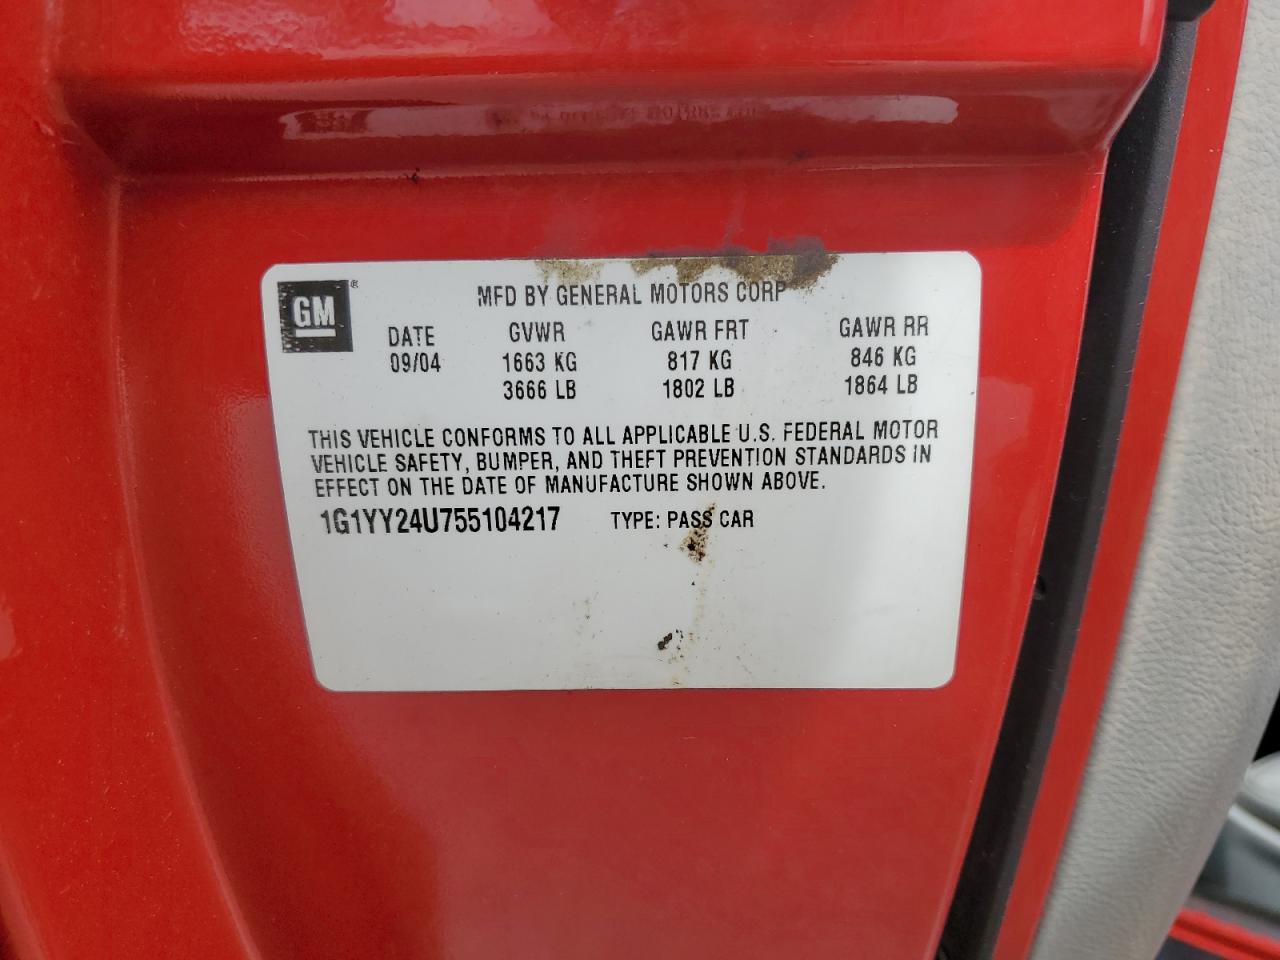 GM ®
MFD BY GENERAL MOTORS CORP
DATE GVWR GAWR FRT GAWR RR
09/04 1663 KG 817 KG 846 KG
3666 LB 1802 LB 1864 LB
THIS VEHICLE CONFORMS TO ALL APPLICABLE U.S. FEDERAL MOTOR
VEHICLE SAFETY, BUMPER, AND THEFT PREVENTION STANDARDS IN
EFFECT ON THE DATE OF MANUFACTURE SHOWN ABOVE.
1G1YY24U755104217 TYPE: PASS CAR